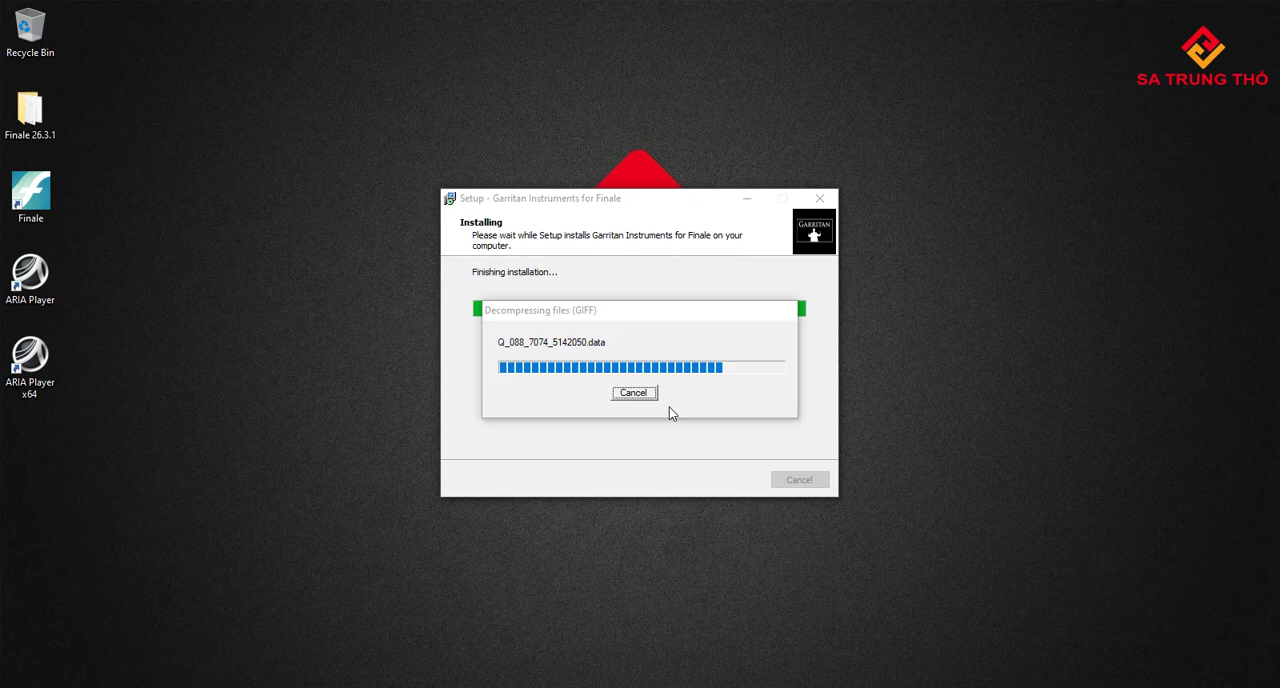 Recycle Bin
Finale 26.3.1
Finale
ARIA Player
ARIA Player
x64
SA TRUNG THỔ
Setup - Garritan Instruments for Finale
Installing
Please wait while Setup installs Garritan Instruments for Finale on your
computer.
GARRITAN
Finishing installation...
Decompressing files (GIFF)
Q_088_7074_5142050.data
Cancel
Cancel